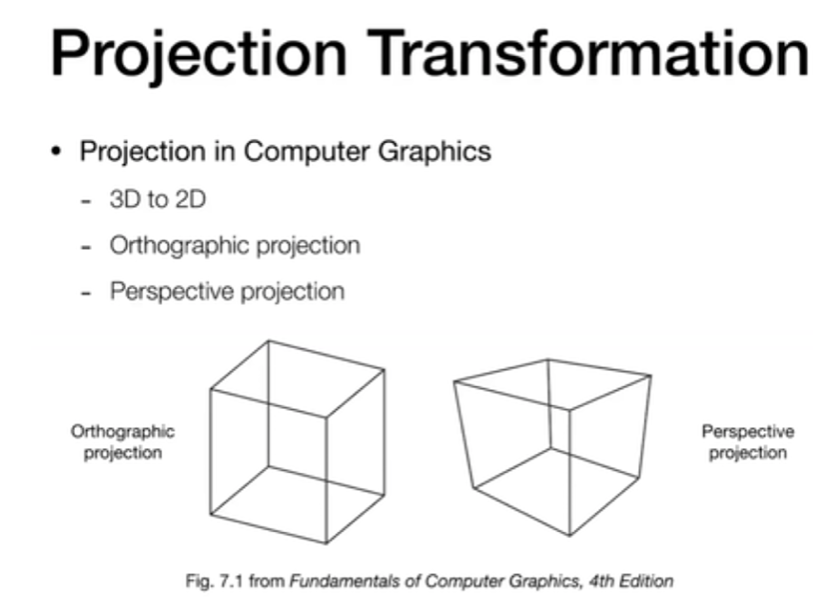 Projection Transformation
• Projection in Computer Graphics
- 3D to 2D
- Orthographic projection
- Perspective projection
Orthographic
projection
Perspective
projection
Fig. 7.1 from Fundamentals of Computer Graphics, 4th Edition